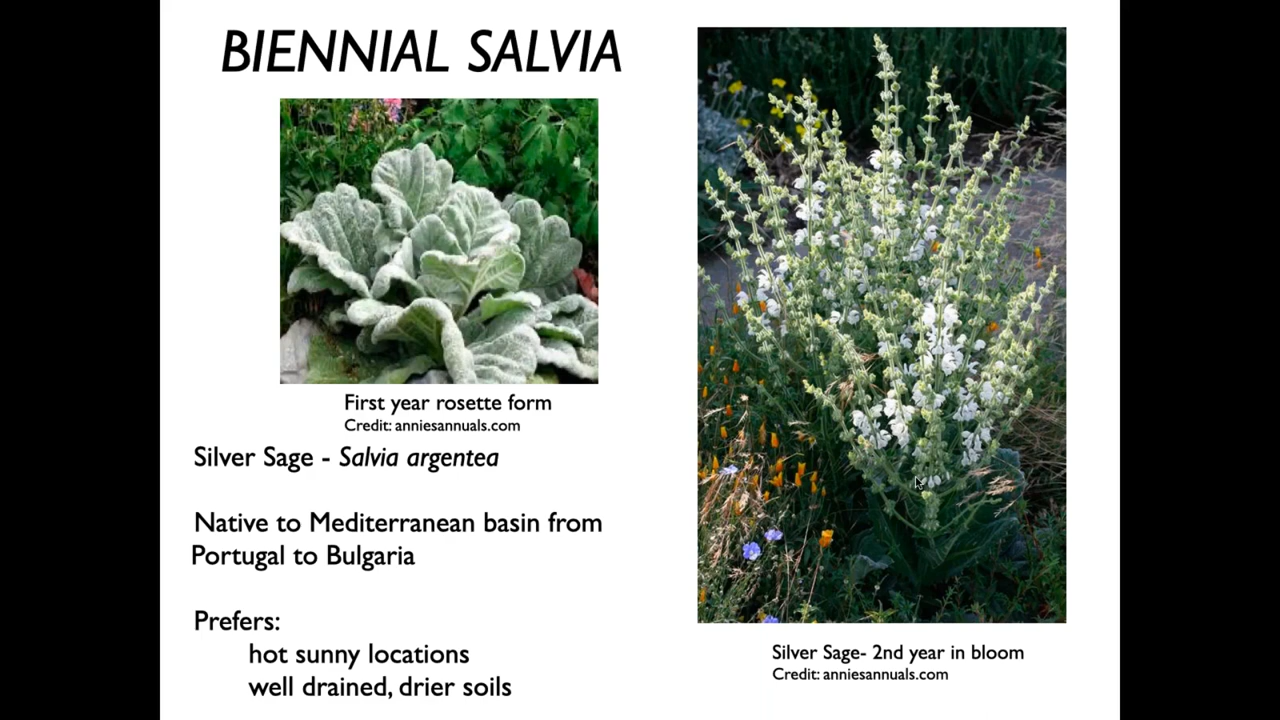 BIENNIAL SALVIA
First year rosette form
Credit: anniesannuals.com
Silver Sage - Salvia argentea
Native to Mediterranean basin from
Portugal to Bulgaria
Prefers:
hot sunny locations
well drained, drier soils
Silver Sage- 2nd year in bloom
Credit: anniesannuals.com